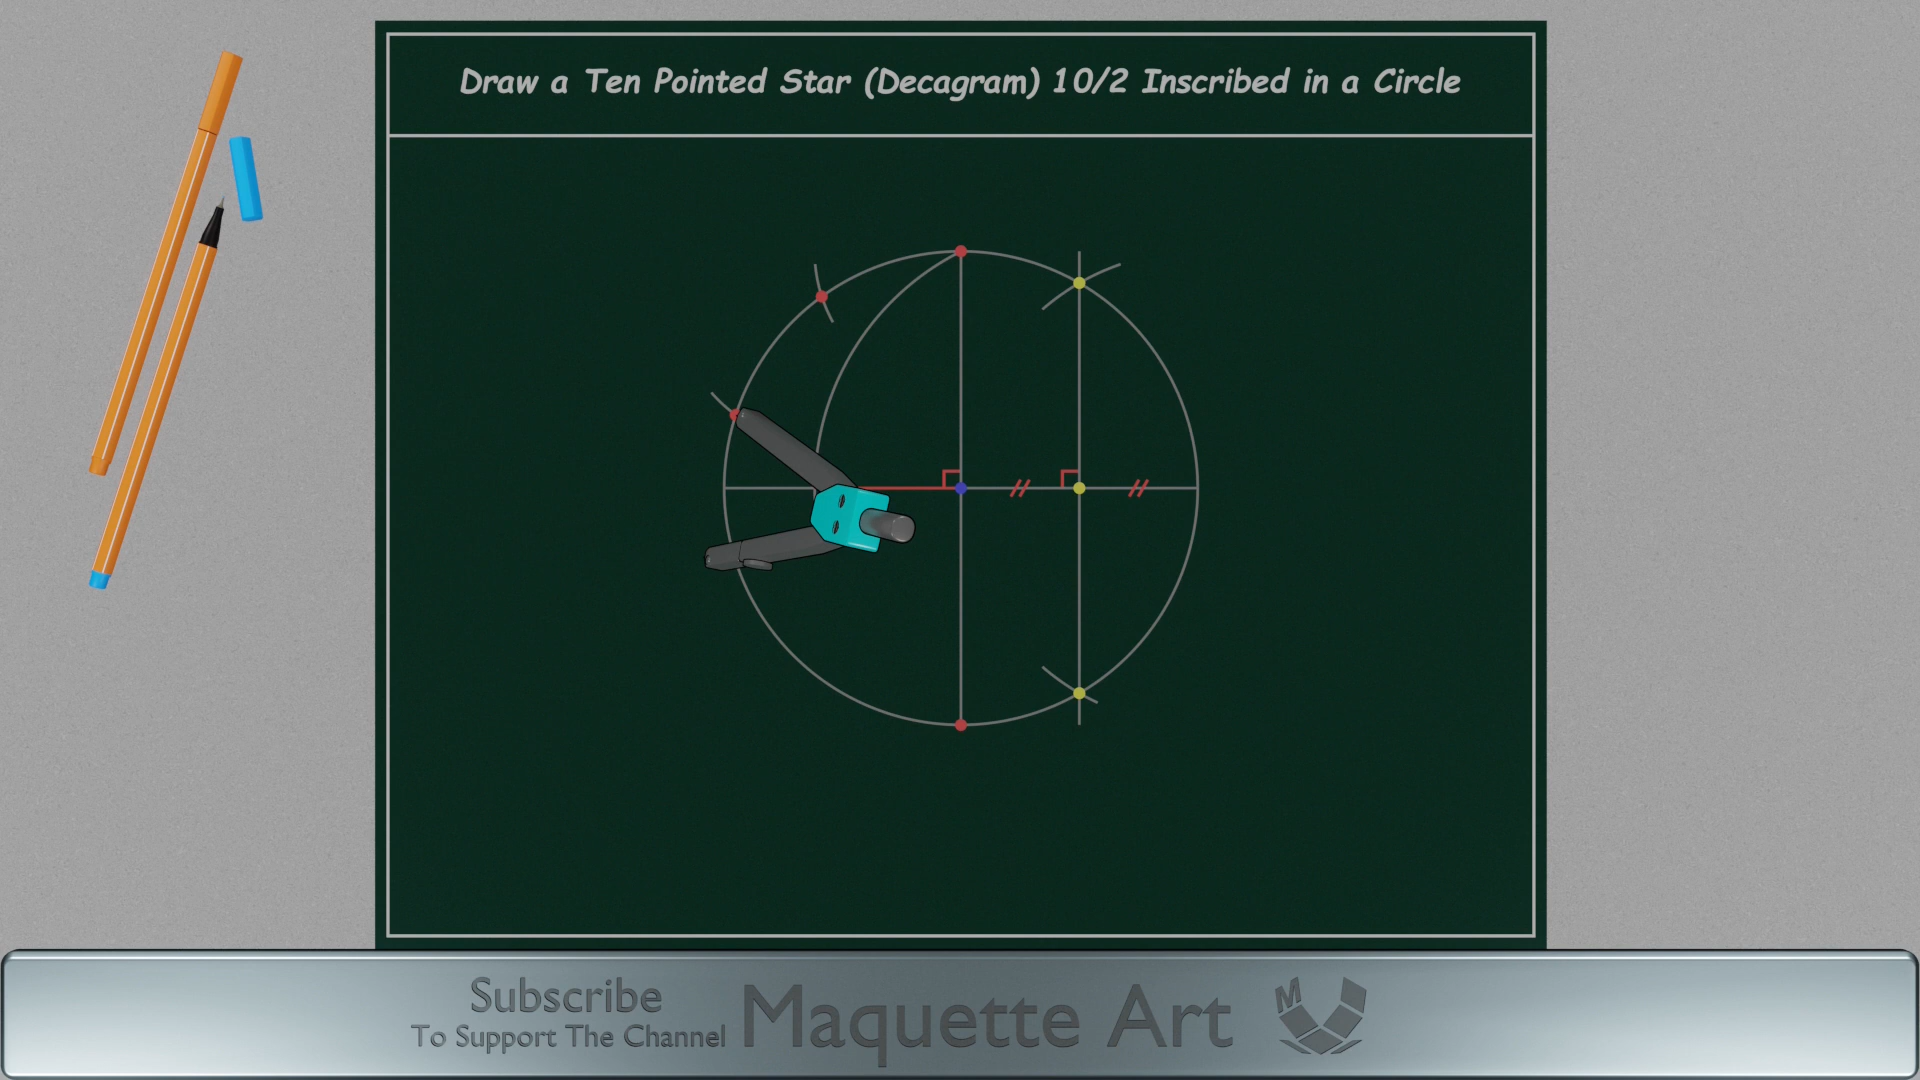 Draw a Ten Pointed Star (Decagram) 10/2 Inscribed in a Circle
Subscribe
To Support The Channel
Maquette Art
M